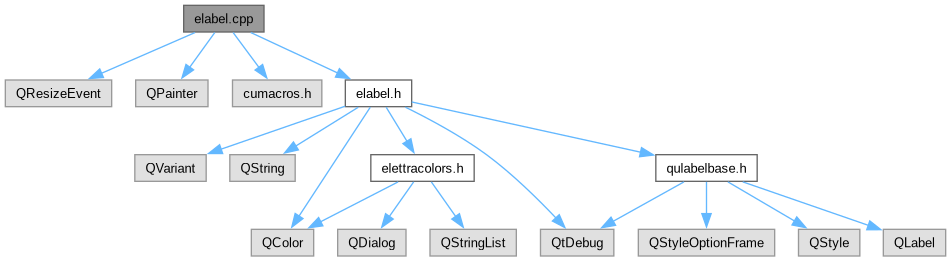 elabel.cpp
QResizeEvent
QPainter
cumacros.h
elabel.h
QVariant
QString
elettracolors.h
qulabelbase.h
QColor
QDialog
QStringList
QtDebug
QStyleOptionFrame
QStyle
QLabel